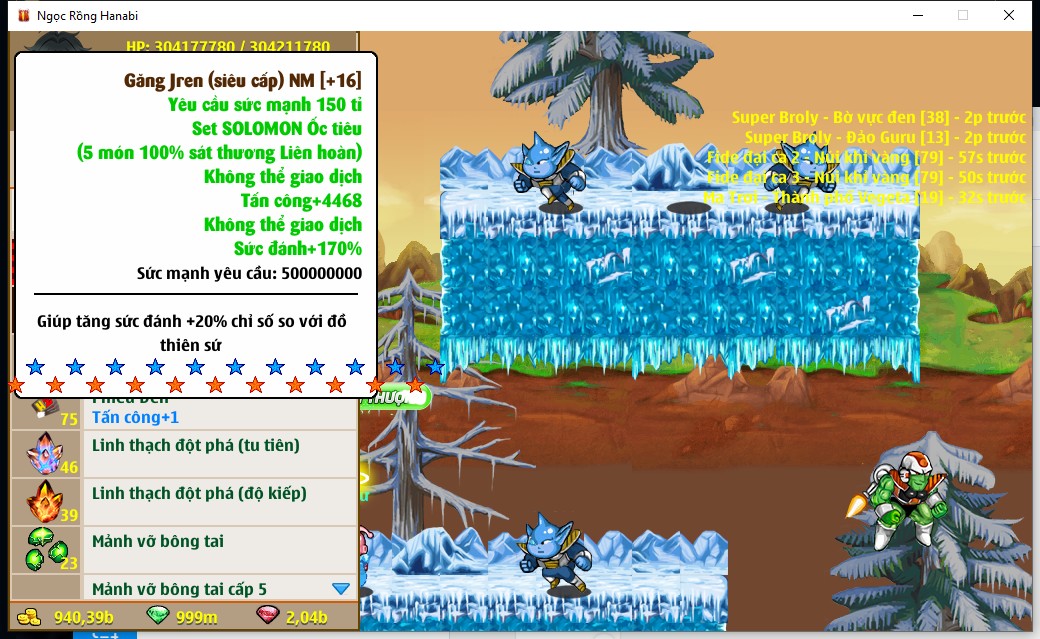 Ngọc Rồng Hanabi
HP: 304177780 / 304211780
Găng Jren (siêu cấp) NM [+16]
Yêu cầu sức mạnh 150 tỉ
Set SOLOMON Ốc tiêu
(5 món 100% sát thương Liên hoàn)
Không thể giao dịch
Tấn công+4468
Không thể giao dịch
Sức đánh+170%
Sức mạnh yêu cầu: 500000000
Giúp tăng sức đánh +20% chỉ số so với đồ
thiên sứ
Super Broly - Bờ vực đen [38] - 2p trước
Super Broly - Đảo Guru [13] - 2p trước
Fide đại ca 2 - Núi khỉ vàng [79] - 57s trước
Fide đại ca 3 - Núi khỉ vàng [79] - 50s trước
Ma Trơi - Thành phố Vegeta [19] - 32s trước
75
Tấn công+1
Linh thạch đột phá (tu tiên)
46
Linh thạch đột phá (độ kiếp)
39
Mảnh vỡ bông tai
23
Mảnh vỡ bông tai cấp 5
940,39b
999m
2,04b